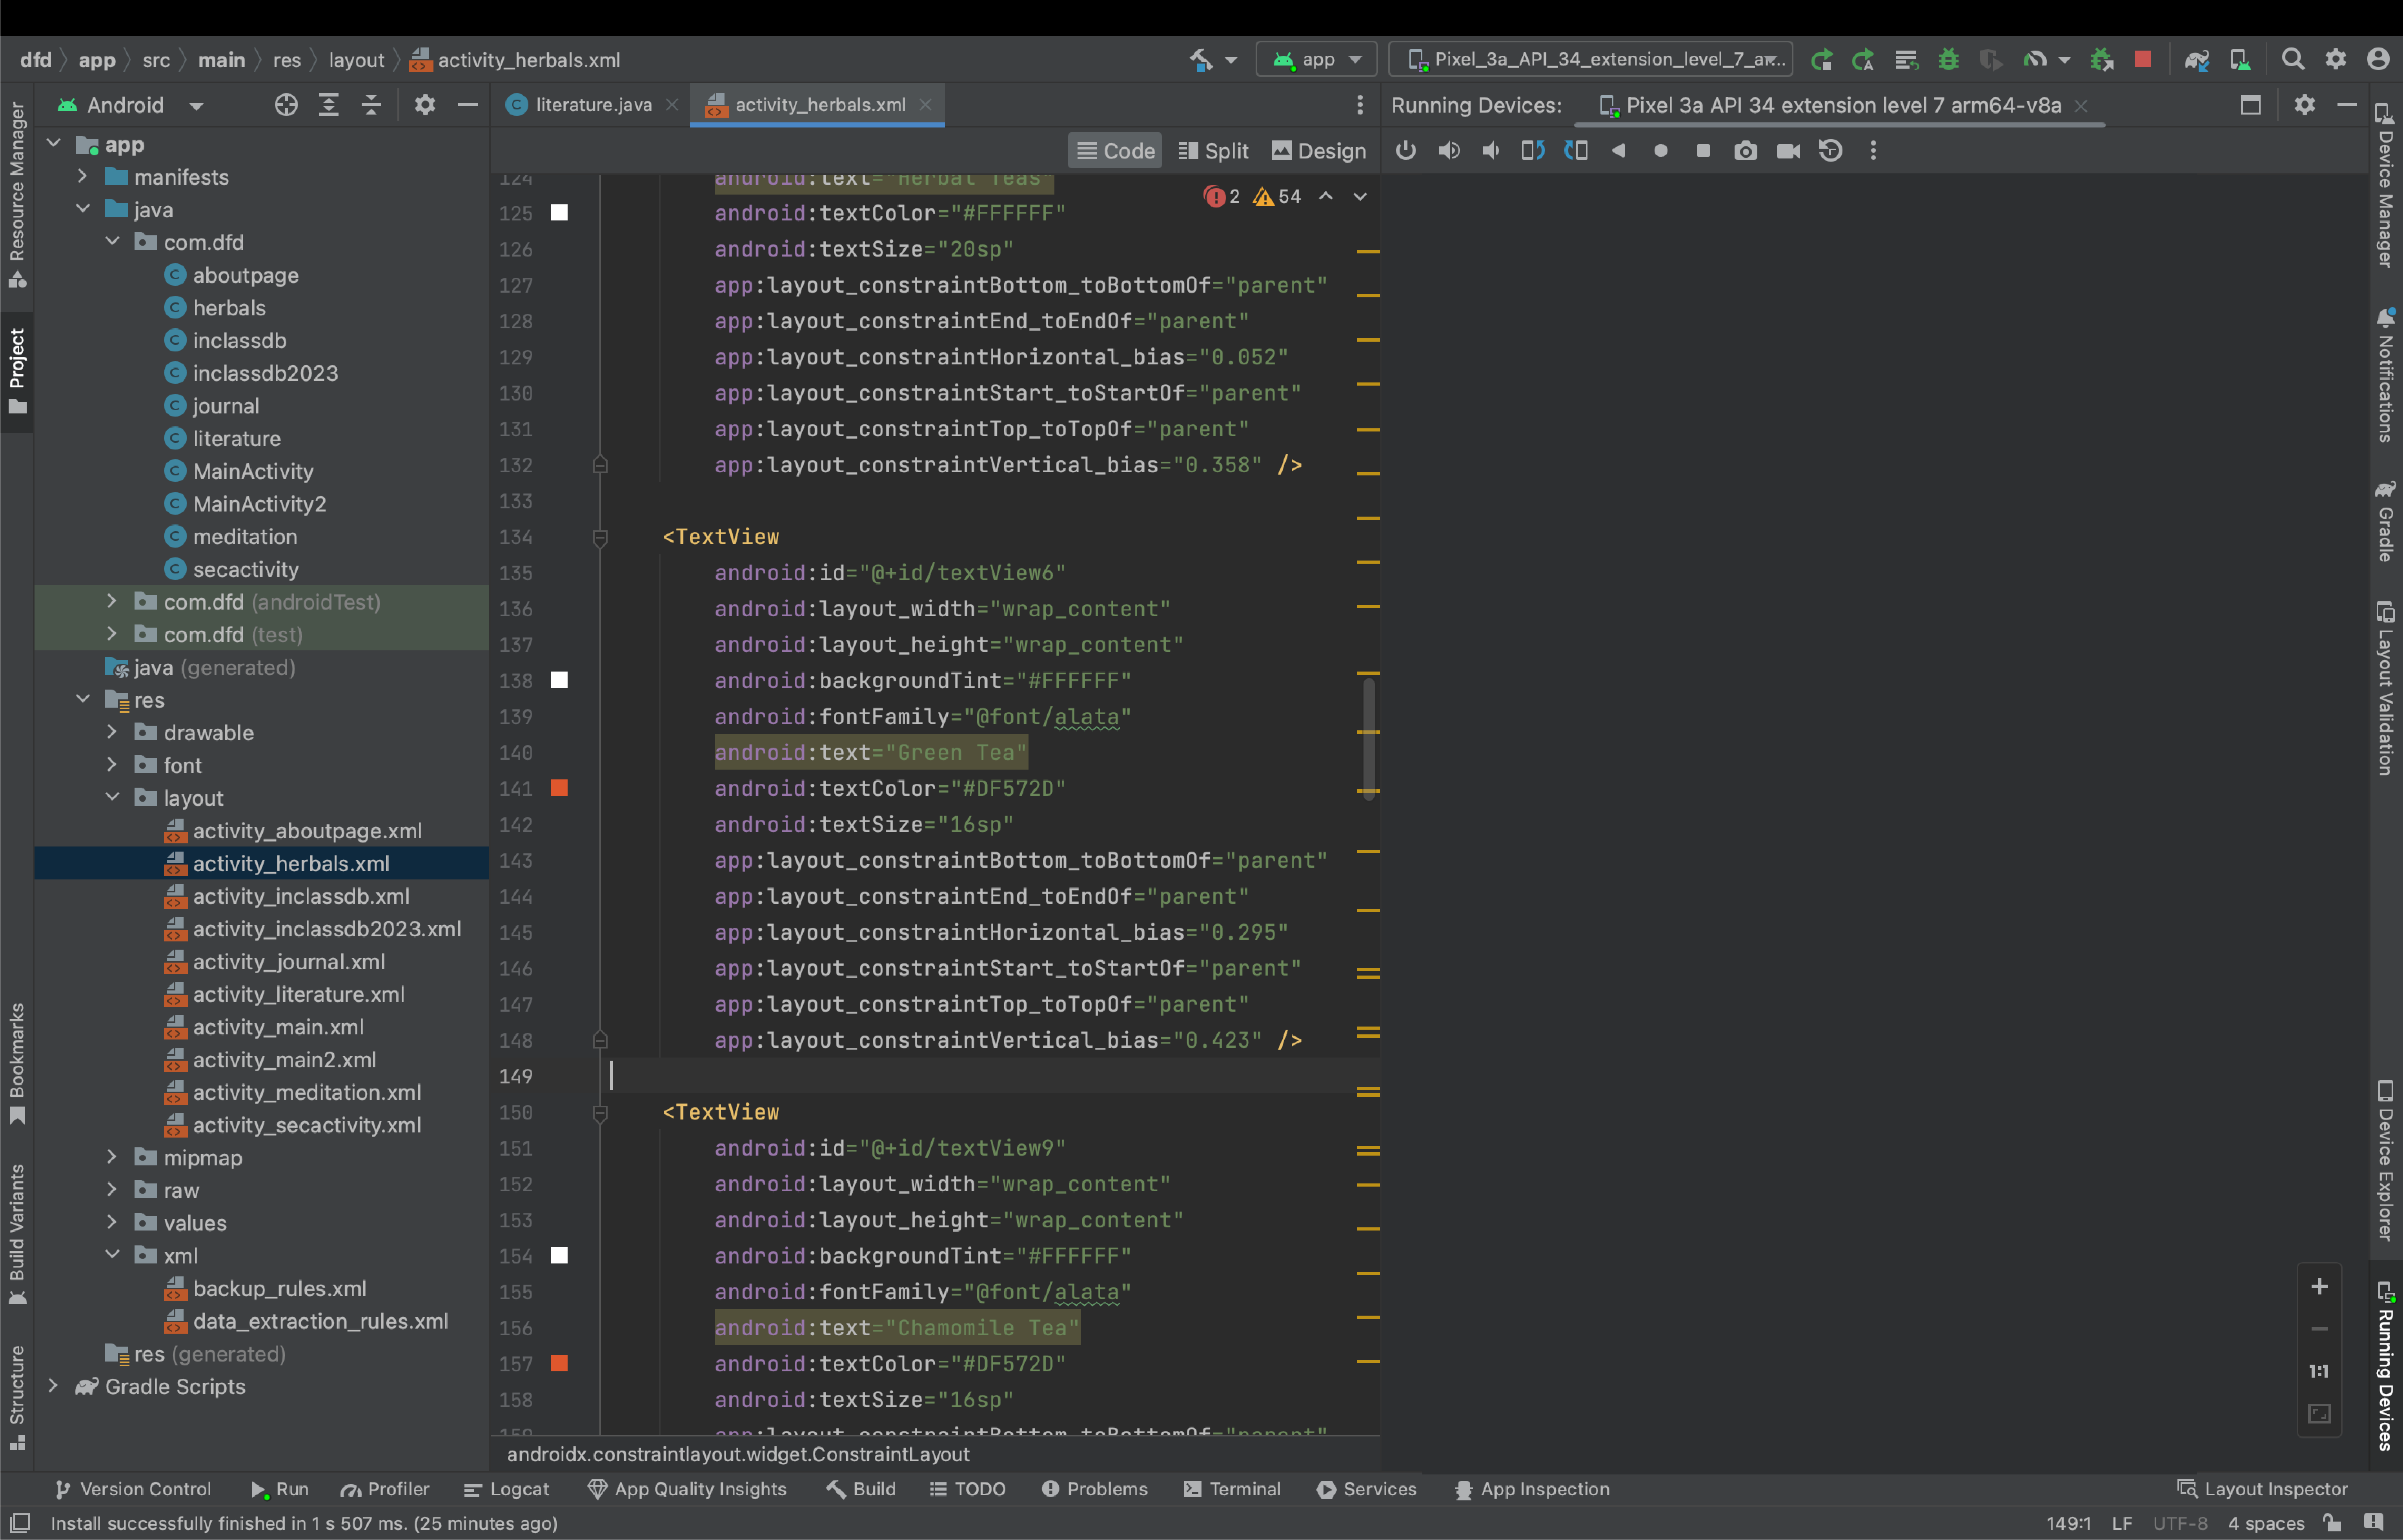 dfd app src main res layout activity_herbals.xml
app Pixel_3a_API_34_extension_level_7_ar..
Android
literature.java activity_herbals.xml
Running Devices: Pixel 3a API 34 extension level 7 arm64-v8a
Code Split Design
2 54
Resource Manager
Project
Bookmarks
Build Variants
Structure
app
manifests
java
com.dfd
aboutpage
herbals
inclassdb
inclassdb2023
journal
literature
MainActivity
MainActivity2
meditation
secactivity
com.dfd (androidTest)
com.dfd (test)
java (generated)
res
drawable
font
layout
activity_aboutpage.xml
activity_herbals.xml
activity_inclassdb.xml
activity_inclassdb2023.xml
activity_journal.xml
activity_literature.xml
activity_main.xml
activity_main2.xml
activity_meditation.xml
activity_secactivity.xml
mipmap
raw
values
xml
backup_rules.xml
data_extraction_rules.xml
res (generated)
Gradle Scripts
124 android:text="Herbal Teas"
125 android:textColor="#FFFFFF"
126 android:textSize="20sp"
127 app:layout_constraintBottom_toBottomOf="parent"
128 app:layout_constraintEnd_toEndOf="parent"
129 app:layout_constraintHorizontal_bias="0.052"
130 app:layout_constraintStart_toStartOf="parent"
131 app:layout_constraintTop_toTopOf="parent"
132 app:layout_constraintVertical_bias="0.358" />
133
134 <TextView
135 android:id="@+id/textView6"
136 android:layout_width="wrap_content"
137 android:layout_height="wrap_content"
138 android:backgroundTint="#FFFFFF"
139 android:fontFamily="@font/alata"
140 android:text="Green Tea"
141 android:textColor="#DF572D"
142 android:textSize="16sp"
143 app:layout_constraintBottom_toBottomOf="parent"
144 app:layout_constraintEnd_toEndOf="parent"
145 app:layout_constraintHorizontal_bias="0.295"
146 app:layout_constraintStart_toStartOf="parent"
147 app:layout_constraintTop_toTopOf="parent"
148 app:layout_constraintVertical_bias="0.423" />
149
150 <TextView
151 android:id="@+id/textView9"
152 android:layout_width="wrap_content"
153 android:layout_height="wrap_content"
154 android:backgroundTint="#FFFFFF"
155 android:fontFamily="@font/alata"
156 android:text="Chamomile Tea"
157 android:textColor="#DF572D"
158 android:textSize="16sp"
159 app:layout_constraintBottom_toBottomOf="parent"
androidx.constraintlayout.widget.ConstraintLayout
Device Manager
Notifications
Gradle
Layout Validation
Device Explorer
Running Devices
1:1
Version Control Run Profiler Logcat App Quality Insights Build TODO Problems Terminal Services App Inspection Layout Inspector
Install successfully finished in 1 s 507 ms. (25 minutes ago) 149:1 LF UTF-8 4 spaces